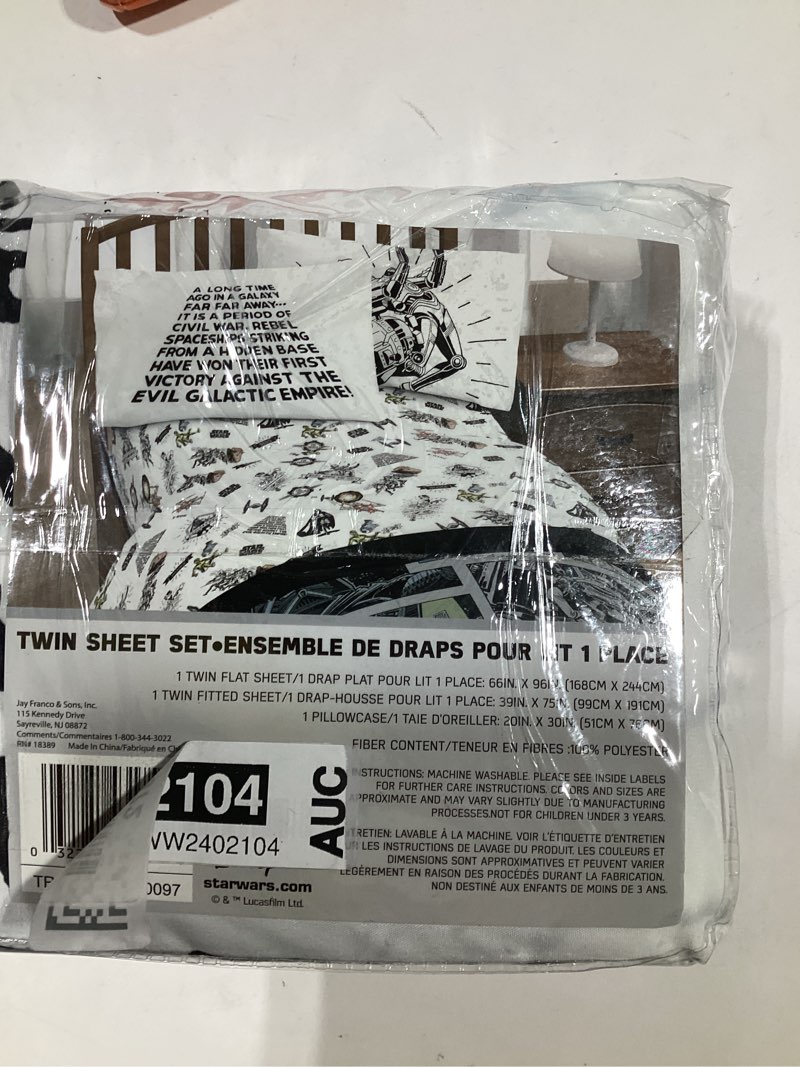 A LONG TIME
AGO IN A GALAXY
FAR FAR AWAY...
IT IS A PERIOD OF
CIVIL WAR. REBEL
SPACESHIPS STRIKING
FROM A HIDDEN BASE
HAVE WON THEIR FIRST
VICTORY AGAINST THE
EVIL GALACTIC EMPIRE!
TWIN SHEET SET•ENSEMBLE DE DRAPS POUR LIT 1 PLACE
1 TWIN FLAT SHEET/1 DRAP PLAT POUR LIT 1 PLACE: 66IN. X 96IN. (168CM X 244CM)
1 TWIN FITTED SHEET/1 DRAP-HOUSSE POUR LIT 1 PLACE: 39IN. X 75IN. (99CM X 191CM)
1 PILLOWCASE/1 TAIE D'OREILLER: 20IN. X 30IN. (51CM X 76CM)
FIBER CONTENT/TENEUR EN FIBRES :100% POLYESTER
Jay Franco & Sons, Inc.
115 Kennedy Drive
Sayreville, NJ 08872
Comments/Commentaires 1-800-344-3022
RN# 18389 Made In China/Fabriqué en Ch
INSTRUCTIONS: MACHINE WASHABLE. PLEASE SEE INSIDE LABELS
FOR FURTHER CARE INSTRUCTIONS. COLORS AND SIZES ARE
APPROXIMATE AND MAY VARY SLIGHTLY DUE TO MANUFACTURING
PROCESSES.NOT FOR CHILDREN UNDER 3 YEARS.
TRETIEN: LAVABLE À LA MACHINE. VOIR L'ÉTIQUETTE D'ENTRETIEN
LES INSTRUCTIONS DE LAVAGE DU PRODUIT. LES COULEURS ET
DIMENSIONS SONT APPROXIMATIVES ET PEUVENT VARIER
LÉGÈREMENT EN RAISON DES PROCÉDÉS DURANT LA FABRICATION.
NON DESTINÉ AUX ENFANTS DE MOINS DE 3 ANS.
2104
WW2402104
AUC
0 32
0097
starwars.com
© & ™ Lucasfilm Ltd.